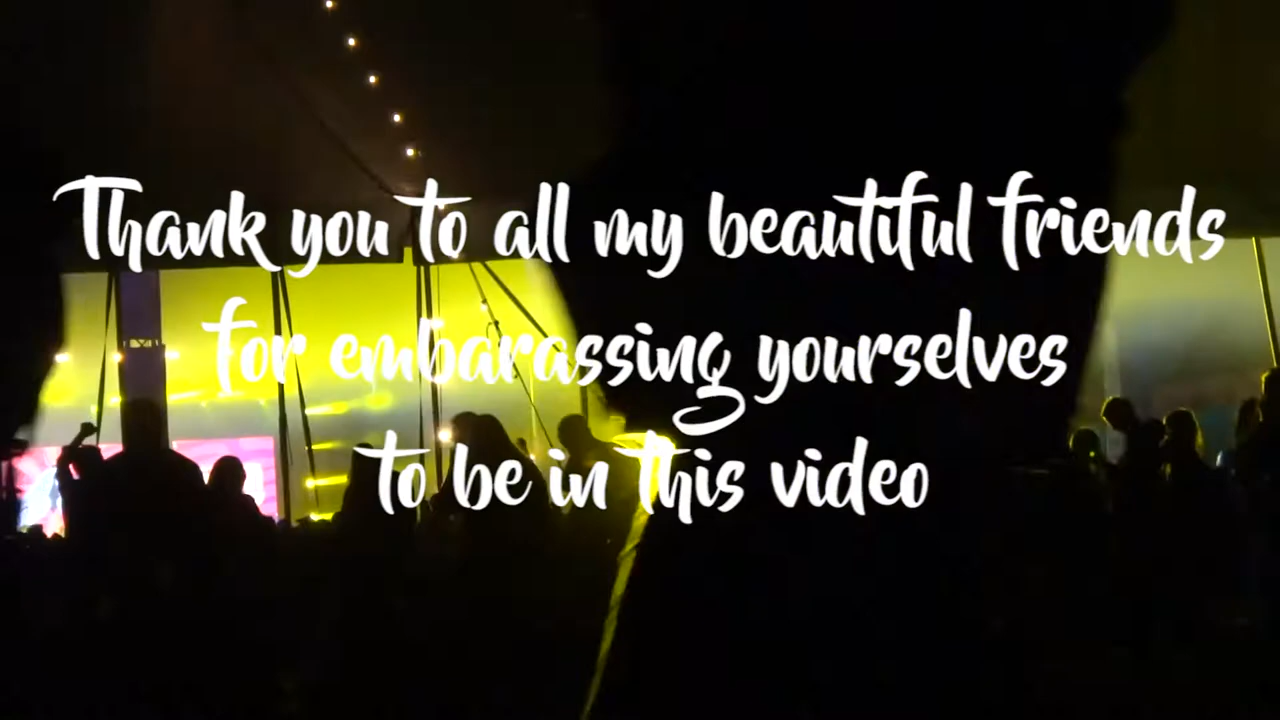 Thank you to all my beautiful friends
for embarassing yourselves
to be in this video